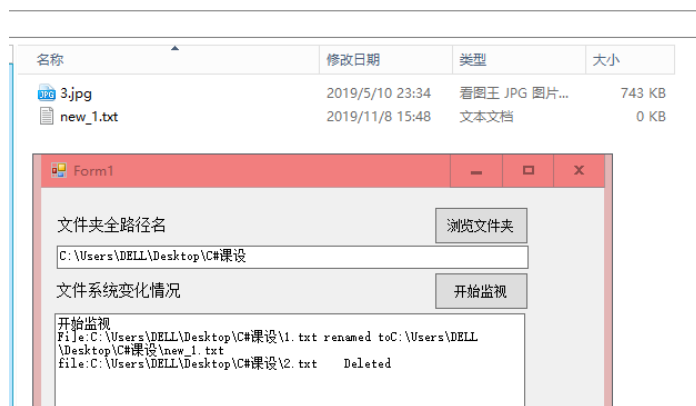 名称 修改日期 类型 大小
3.jpg 2019/5/10 23:34 看图王 JPG 图片... 743 KB
new_1.txt 2019/11/8 15:48 文本文档 0 KB
Form1
文件夹全路径名 浏览文件夹
C:\Users\DELL\Desktop\C#课设
文件系统变化情况 开始监视
开始监视
File:C:\Users\DELL\Desktop\C#课设\1.txt renamed toC:\Users\DELL
\Desktop\C#课设\new_1.txt
file:C:\Users\DELL\Desktop\C#课设\2.txt Deleted